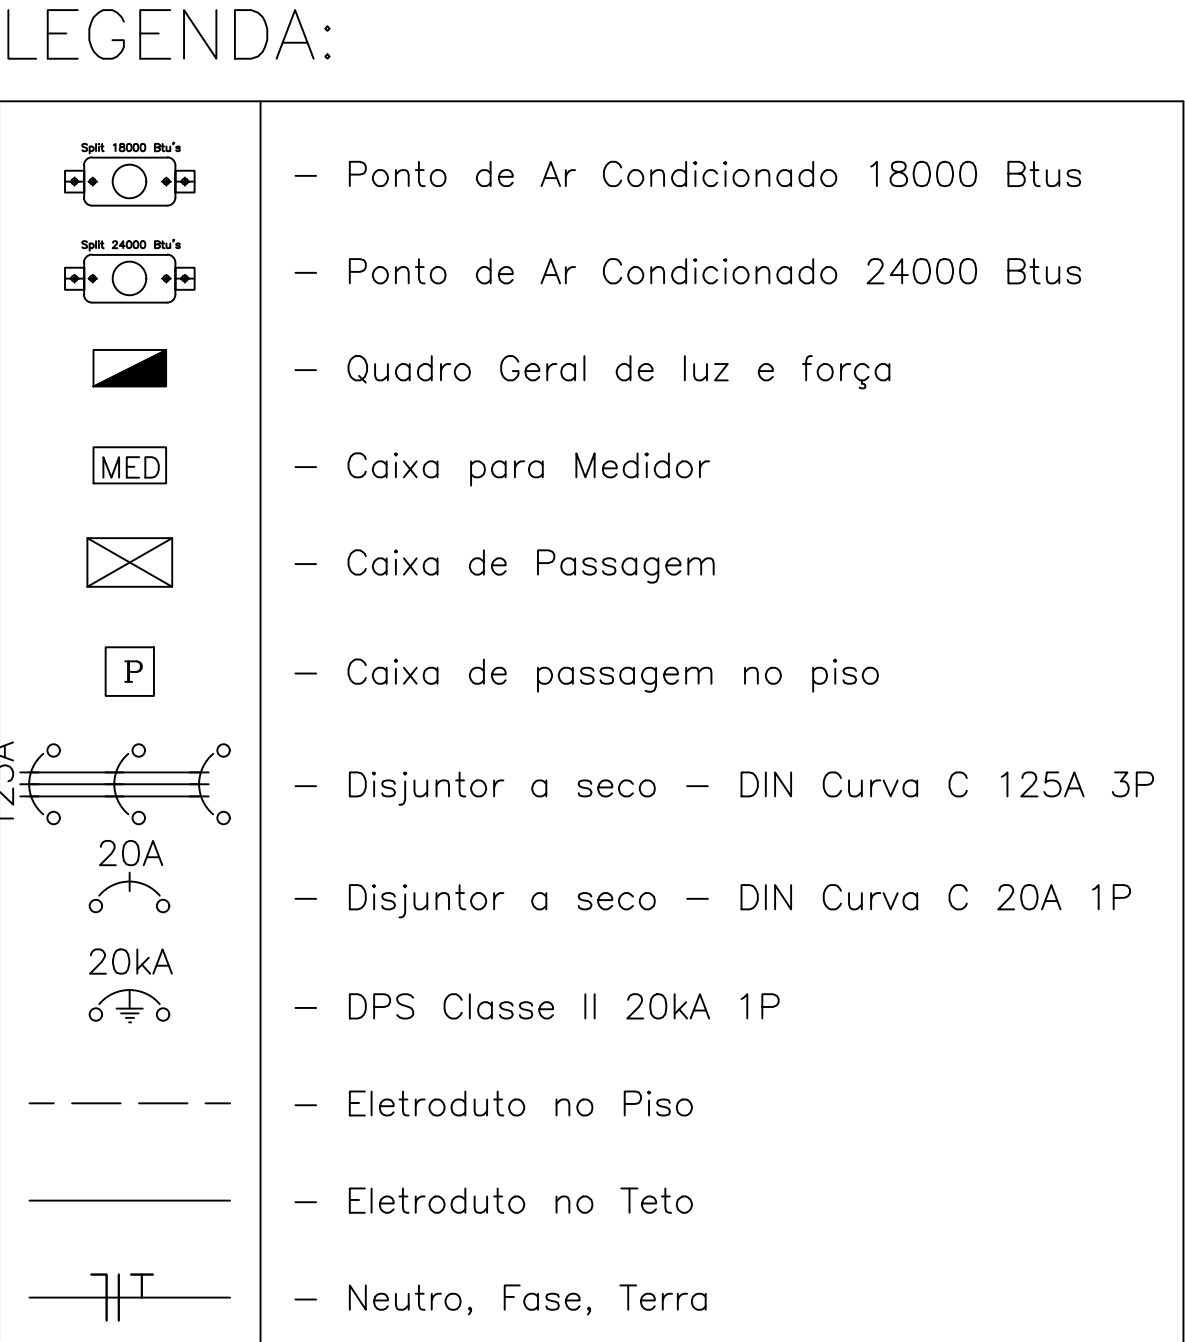 LEGENDA:
Split 18000 Btu's
- Ponto de Ar Condicionado 18000 Btus
Split 24000 Btu's
- Ponto de Ar Condicionado 24000 Btus
- Quadro Geral de luz e força
MED
- Caixa para Medidor
- Caixa de Passagem
P
- Caixa de passagem no piso
125A
- Disjuntor a seco - DIN Curva C 125A 3P
20A
- Disjuntor a seco - DIN Curva C 20A 1P
20kA
- DPS Classe II 20kA 1P
- Eletroduto no Piso
- Eletroduto no Teto
- Neutro, Fase, Terra